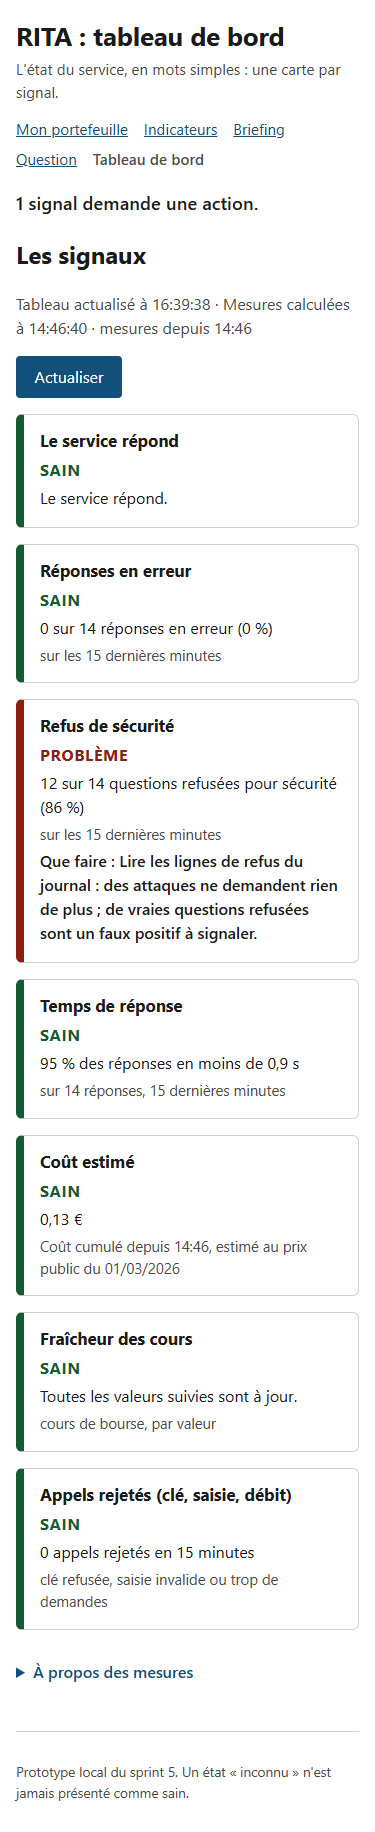 RITA : tableau de bord
L'état du service, en mots simples : une carte par
signal.
Mon portefeuille Indicateurs Briefing
Question Tableau de bord
1 signal demande une action.
Les signaux
Tableau actualisé à 16:39:38 · Mesures calculées
à 14:46:40 · mesures depuis 14:46
Actualiser
Le service répond
SAIN
Le service répond.
Réponses en erreur
SAIN
0 sur 14 réponses en erreur (0 %)
sur les 15 dernières minutes
Refus de sécurité
PROBLÈME
12 sur 14 questions refusées pour sécurité
(86 %)
sur les 15 dernières minutes
Que faire : Lire les lignes de refus du
journal : des attaques ne demandent rien
de plus ; de vraies questions refusées
sont un faux positif à signaler.
Temps de réponse
SAIN
95 % des réponses en moins de 0,9 s
sur 14 réponses, 15 dernières minutes
Coût estimé
SAIN
0,13 €
Coût cumulé depuis 14:46, estimé au prix
public du 01/03/2026
Fraîcheur des cours
SAIN
Toutes les valeurs suivies sont à jour.
cours de bourse, par valeur
Appels rejetés (clé, saisie, débit)
SAIN
0 appels rejetés en 15 minutes
clé refusée, saisie invalide ou trop de
demandes
À propos des mesures
Prototype local du sprint 5. Un état « inconnu » n'est
jamais présenté comme sain.